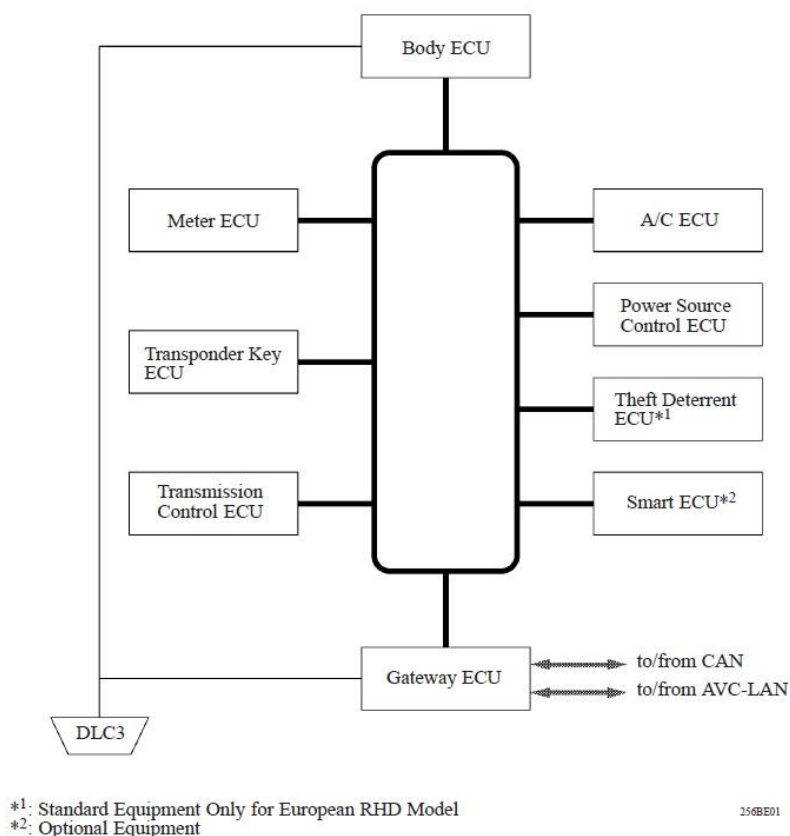 Body ECU
Meter ECU
A/C ECU
Power Source
Control ECU
Transponder Key
ECU
Theft Deterrent
ECU*1
Transmission
Control ECU
Smart ECU*2
Gateway ECU
to/from CAN
to/from AVC-LAN
DLC3
*1: Standard Equipment Only for European RHD Model
256BE01
*2: Optional Equipment